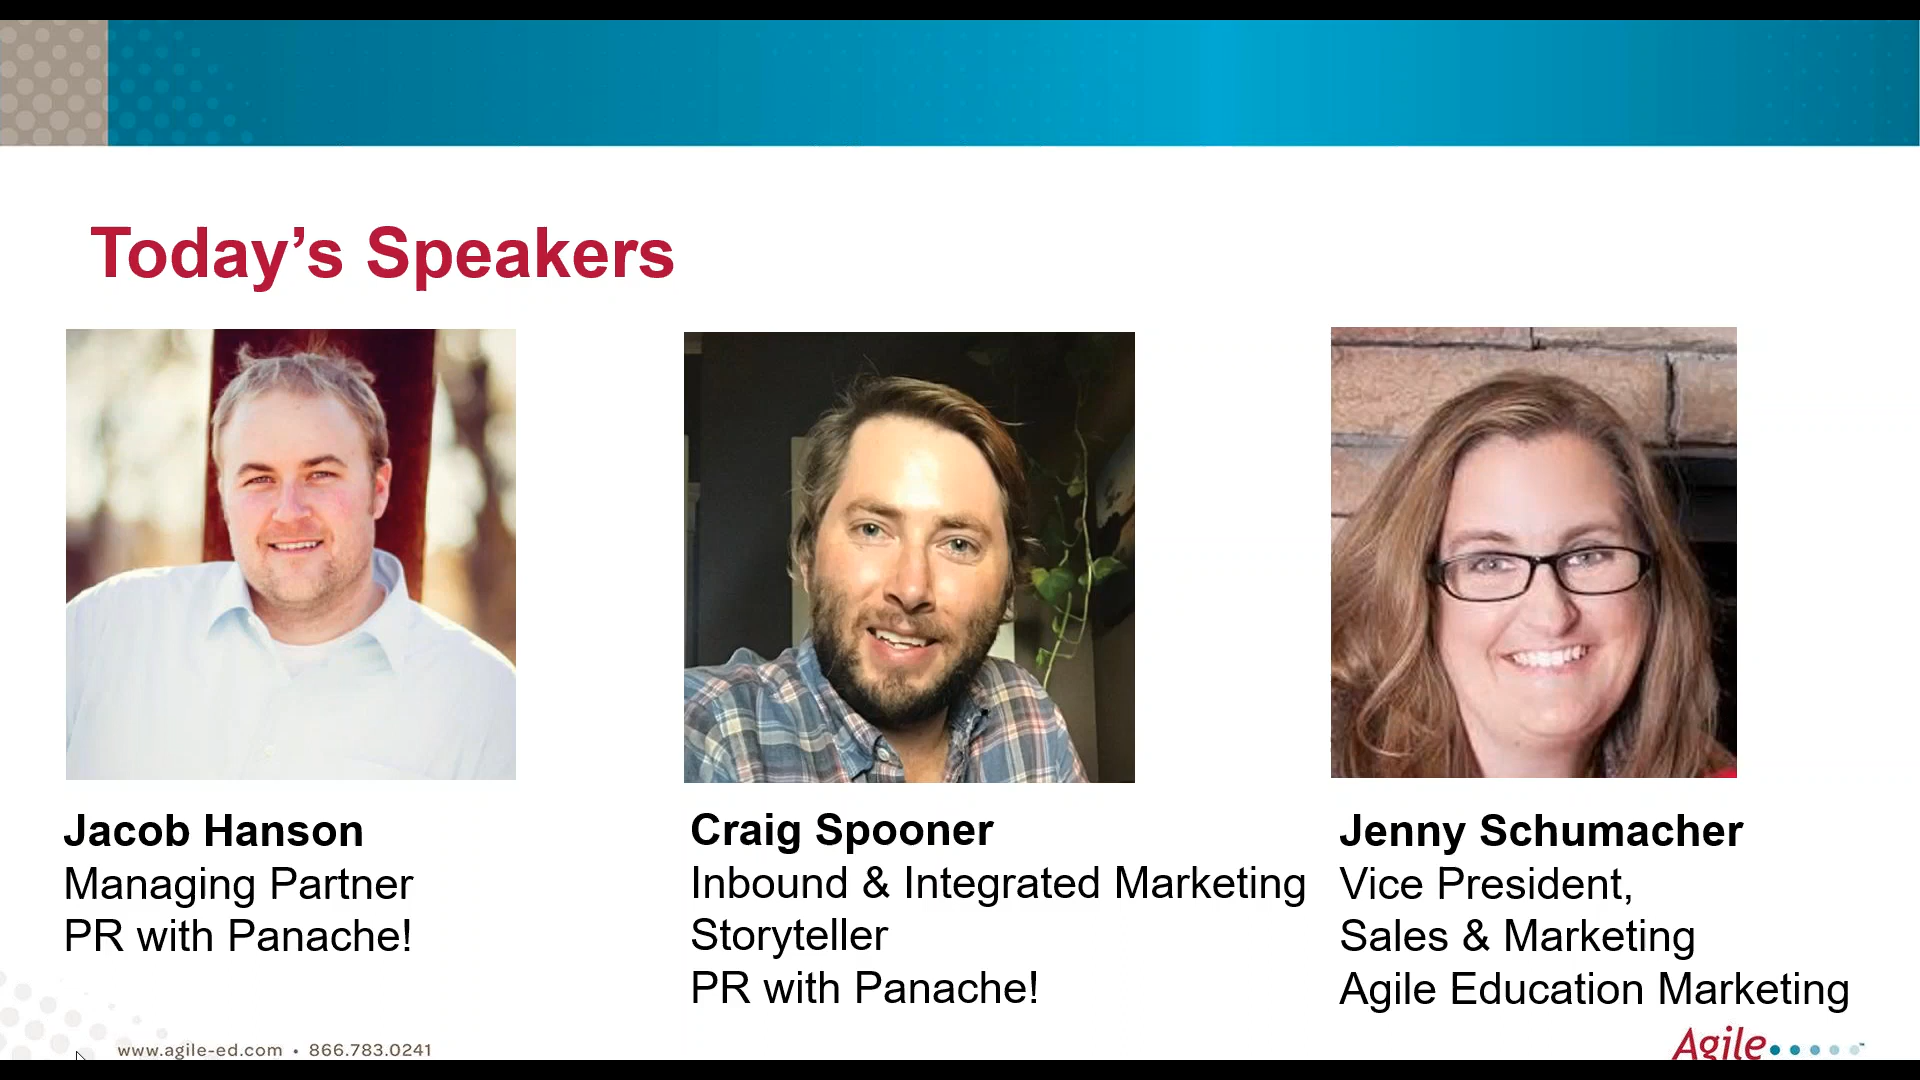 Today’s Speakers
Jacob Hanson
Managing Partner
PR with Panache!
Craig Spooner
Inbound & Integrated Marketing
Storyteller
PR with Panache!
Jenny Schumacher
Vice President,
Sales & Marketing
Agile Education Marketing
www.agile-ed.com • 866.783.0241
Agile